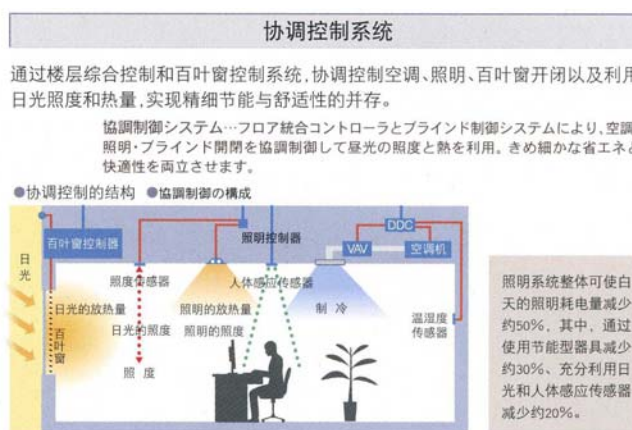 协调控制系统
通过楼层综合控制和百叶窗控制系统,协调控制空调、照明、百叶窗开闭以及利用
日光照度和热量,实现精细节能与舒适性的并存。
協調制御システム…フロア統合コントローラとブラインド制御システムにより、空調
照明・ブラインド開閉を協調制御して昼光の照度と熱を利用。きめ細かな省エネと
快適性を両立させます。
●协调控制的结构 ●協調制御の構成
百叶窗控制器
照明控制器
DDC
VAV
空调机
日光
照度传感器
人体感应传感器
日光的放热量
照明的放热量
制 冷
百叶窗
日光的照度
照明的照度
温湿度
传感器
照 度
照明系统整体可使白
天的照明耗电量减少
约50%，其中，通过
使用节能型器具减少
约30%、充分利用日
光和人体感应传感器
减少约20%。